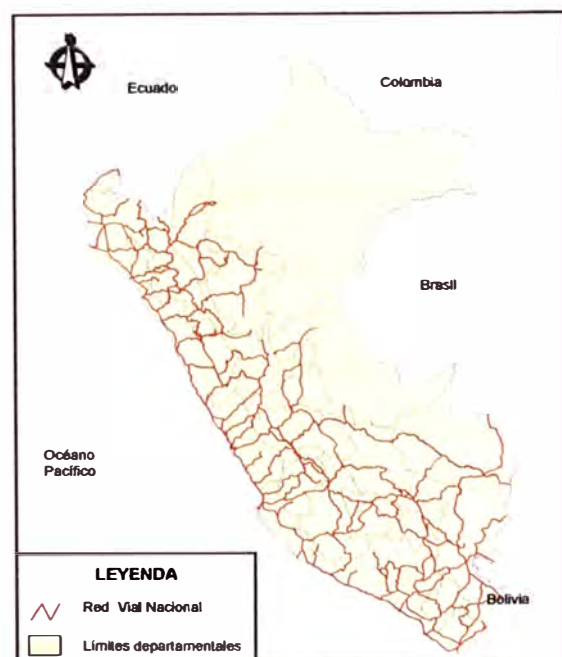 Ecuado
Colombia
Brasil
Océano
Pacífico
Bolivia
LEYENDA
Red Vial Nacional
Límites departamentales